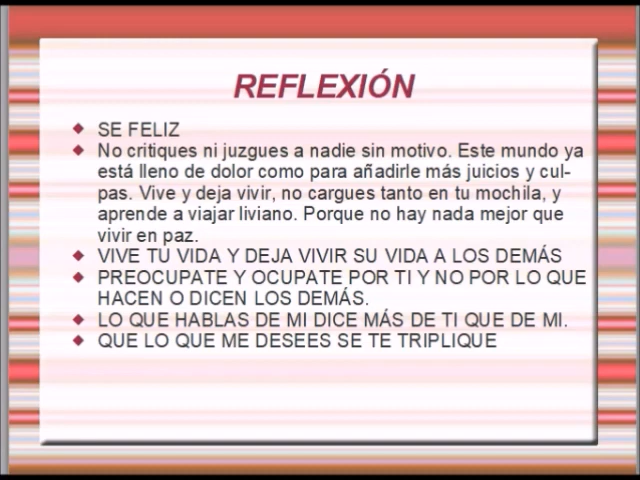 REFLEXIÓN
SE FELIZ
No critiques ni juzgues a nadie sin motivo. Este mundo ya
está lleno de dolor como para añadirle más juicios y cul-
pas. Vive y deja vivir, no cargues tanto en tu mochila, y
aprende a viajar liviano. Porque no hay nada mejor que
vivir en paz.
VIVE TU VIDA Y DEJA VIVIR SU VIDA A LOS DEMÁS
PREOCUPATE Y OCUPATE POR TI Y NO POR LO QUE
HACEN O DICEN LOS DEMÁS.
LO QUE HABLAS DE MI DICE MÁS DE TI QUE DE MI.
QUE LO QUE ME DESEES SE TE TRIPLIQUE